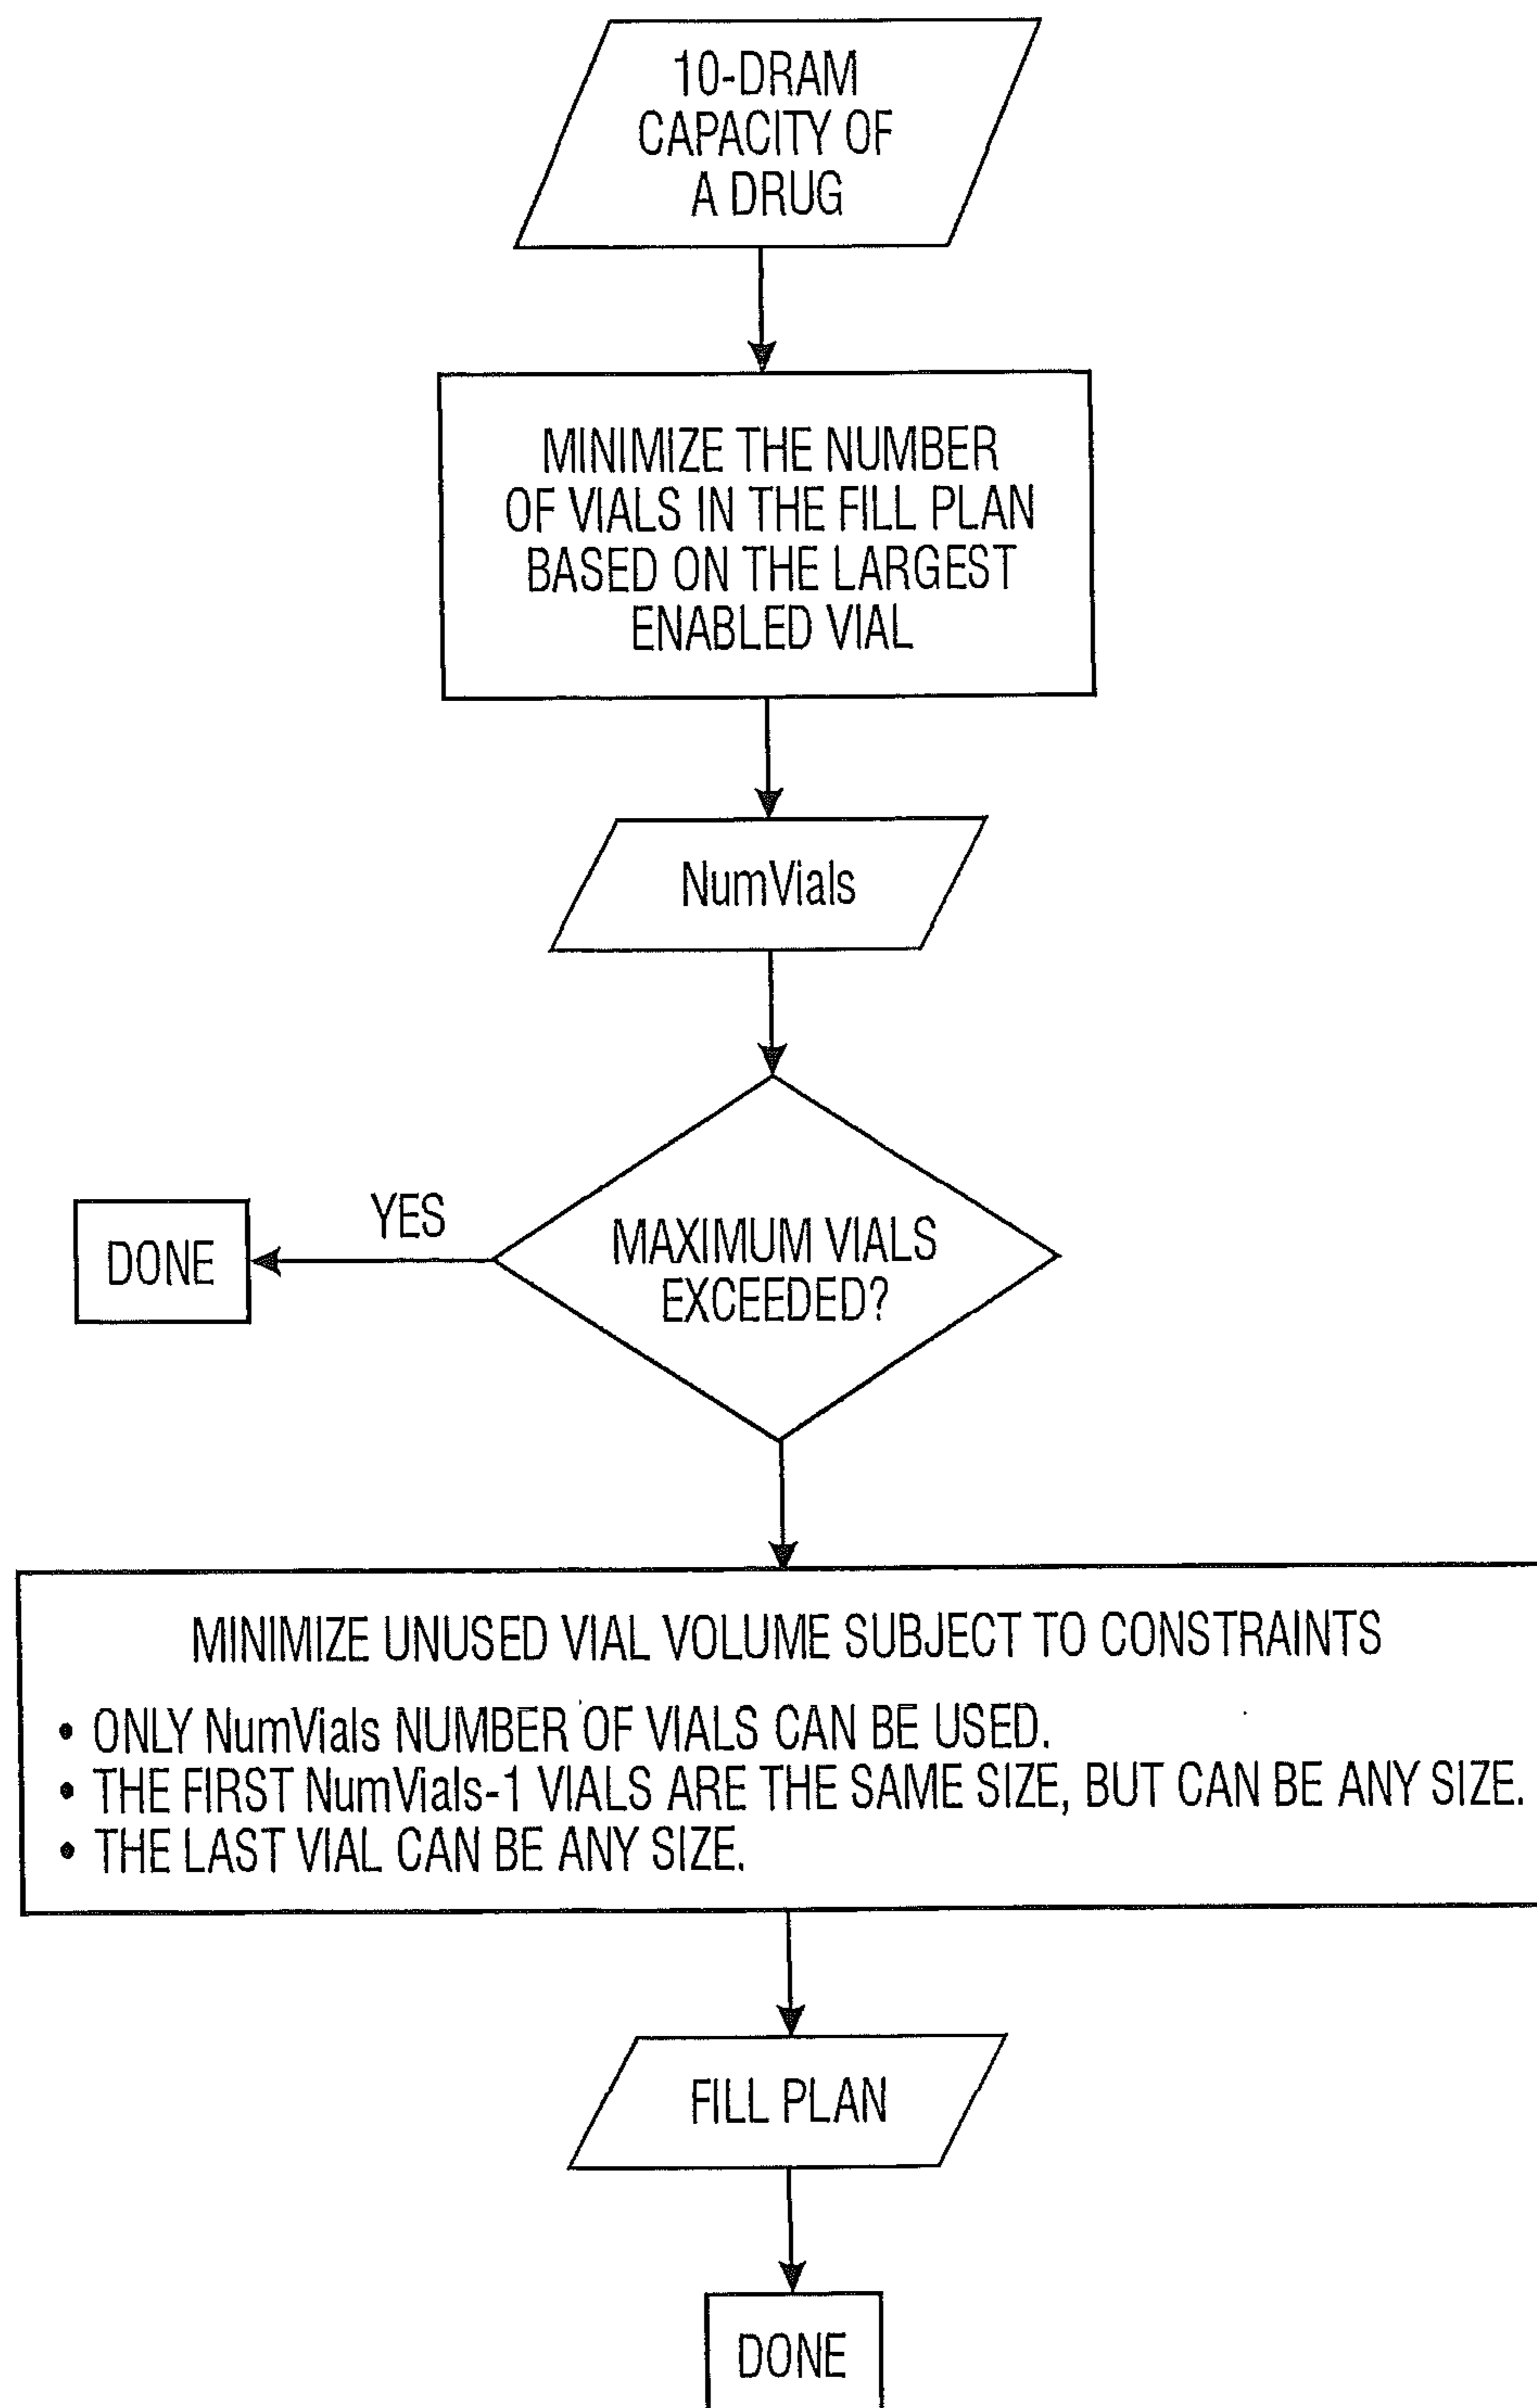 10-DRAM
CAPACITY OF
A DRUG
MINIMIZE THE NUMBER
OF VIALS IN THE FILL PLAN
BASED ON THE LARGEST
ENABLED VIAL
NumVials
YES
DONE
MAXIMUM VIALS
EXCEEDED?
MINIMIZE UNUSED VIAL VOLUME SUBJECT TO CONSTRAINTS
• ONLY NumVials NUMBER OF VIALS CAN BE USED.
• THE FIRST NumVials-1 VIALS ARE THE SAME SIZE, BUT CAN BE ANY SIZE.
• THE LAST VIAL CAN BE ANY SIZE.
FILL PLAN
DONE